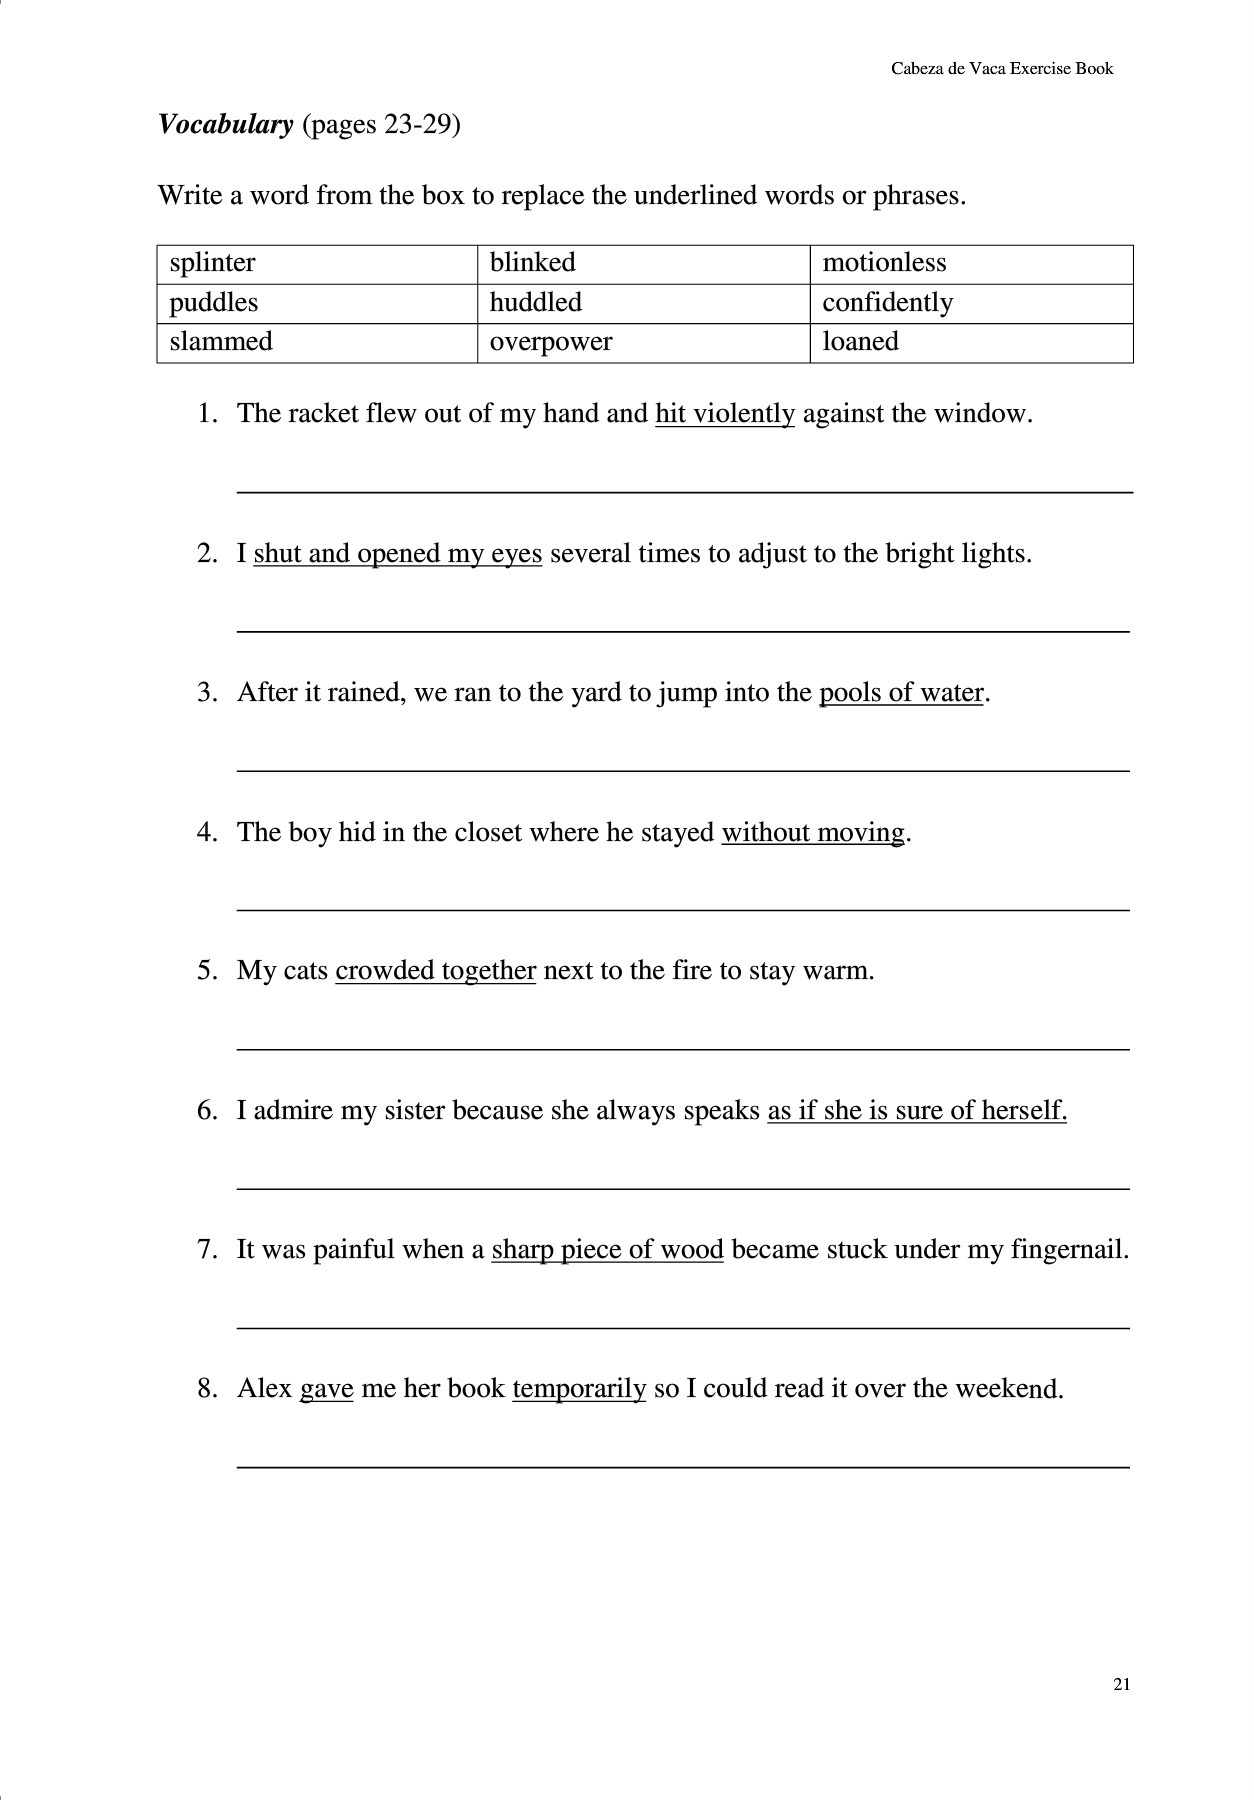 Cabeza de Vaca Exercise Book
Vocabulary (pages 23-29)
Write a word from the box to replace the underlined words or phrases.
splinter blinked motionless
puddles huddled confidently
slammed overpower loaned
1. The racket flew out of my hand and hit violently against the window.
2. I shut and opened my eyes several times to adjust to the bright lights.
3. After it rained, we ran to the yard to jump into the pools of water.
4. The boy hid in the closet where he stayed without moving.
5. My cats crowded together next to the fire to stay warm.
6. I admire my sister because she always speaks as if she is sure of herself.
7. It was painful when a sharp piece of wood became stuck under my fingernail.
8. Alex gave me her book temporarily so I could read it over the weekend.
21